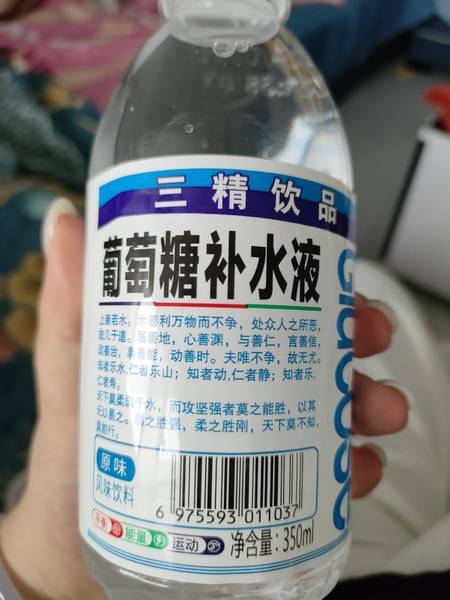 三精饮品
葡萄糖补水液
Glucose
上善若水。水善利万物而不争，处众人之所恶，
故几于道。居善地，心善渊，与善仁，言善信，
政善治，事善能，动善时。夫唯不争，故无尤。
知者乐水，仁者乐山；知者动，仁者静；知者乐，
仁者寿。
天下莫柔弱于水，而攻坚强者莫之能胜，以其
无以易之。弱之胜强，柔之胜刚，天下莫不知，
莫能行。
原味
风味饮料
6 975593 011037
能量
运动
净含量：350ml